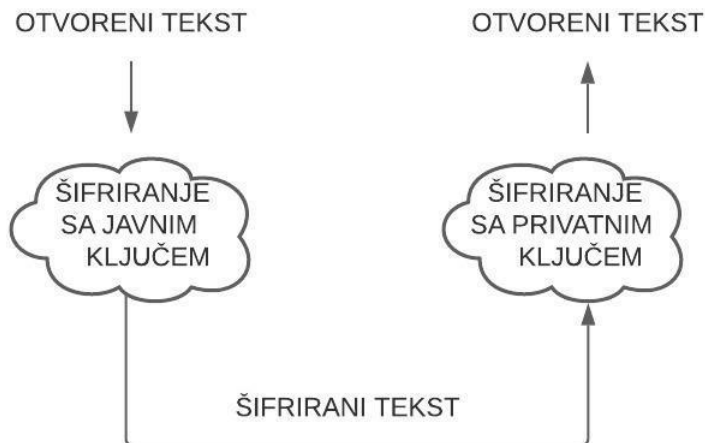 OTVORENI TEKST
OTVORENI TEKST
ŠIFRIRANJE
SA JAVNIM
KLJUČEM
ŠIFRIRANJE
SA PRIVATNIM
KLJUČEM
ŠIFRIRANI TEKST